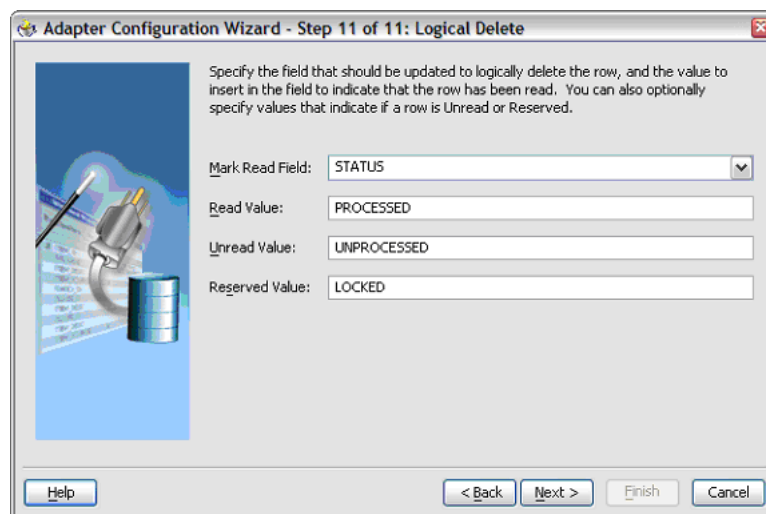 Adapter Configuration Wizard - Step 11 of 11: Logical Delete
Specify the field that should be updated to logically delete the row, and the value to
insert in the field to indicate that the row has been read. You can also optionally
specify values that indicate if a row is Unread or Reserved.
Mark Read Field: STATUS
Read Value: PROCESSED
Unread Value: UNPROCESSED
Reserved Value: LOCKED
Help < Back Next > Finish Cancel